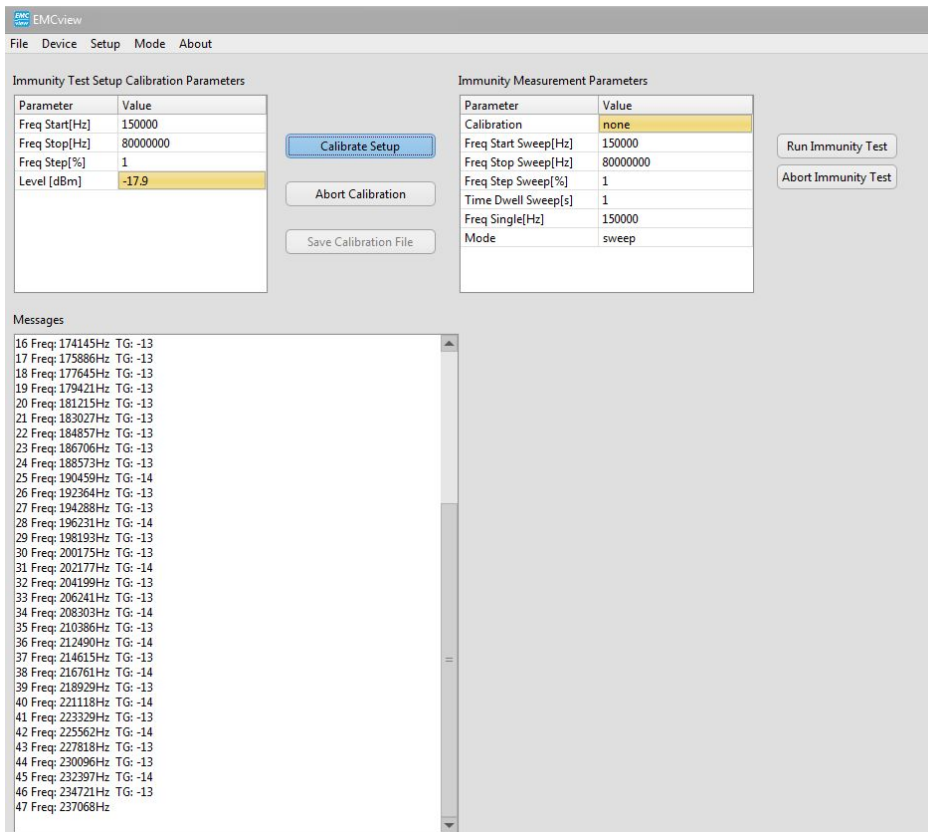 EMC view EMCview
File Device Setup Mode About
Immunity Test Setup Calibration Parameters
Parameter Value
Freq Start[Hz] 150000
Freq Stop[Hz] 80000000
Freq Step[%] 1
Level [dBm] -17.9
Calibrate Setup
Abort Calibration
Save Calibration File
Immunity Measurement Parameters
Parameter Value
Calibration none
Freq Start Sweep[Hz] 150000
Freq Stop Sweep[Hz] 80000000
Freq Step Sweep[%] 1
Time Dwell Sweep[s] 1
Freq Single[Hz] 150000
Mode sweep
Run Immunity Test
Abort Immunity Test
Messages
16 Freq: 174145Hz TG: -13
17 Freq: 175886Hz TG: -13
18 Freq: 177645Hz TG: -13
19 Freq: 179421Hz TG: -13
20 Freq: 181215Hz TG: -13
21 Freq: 183027Hz TG: -13
22 Freq: 184857Hz TG: -13
23 Freq: 186706Hz TG: -13
24 Freq: 188573Hz TG: -13
25 Freq: 190459Hz TG: -14
26 Freq: 192364Hz TG: -13
27 Freq: 194288Hz TG: -13
28 Freq: 196231Hz TG: -14
29 Freq: 198193Hz TG: -13
30 Freq: 200175Hz TG: -13
31 Freq: 202177Hz TG: -14
32 Freq: 204199Hz TG: -13
33 Freq: 206241Hz TG: -13
34 Freq: 208303Hz TG: -14
35 Freq: 210386Hz TG: -13
36 Freq: 212490Hz TG: -14
37 Freq: 214615Hz TG: -13
38 Freq: 216761Hz TG: -14
39 Freq: 218929Hz TG: -13
40 Freq: 221118Hz TG: -14
41 Freq: 223329Hz TG: -13
42 Freq: 225562Hz TG: -14
43 Freq: 227818Hz TG: -13
44 Freq: 230096Hz TG: -13
45 Freq: 232397Hz TG: -14
46 Freq: 234721Hz TG: -13
47 Freq: 237068Hz